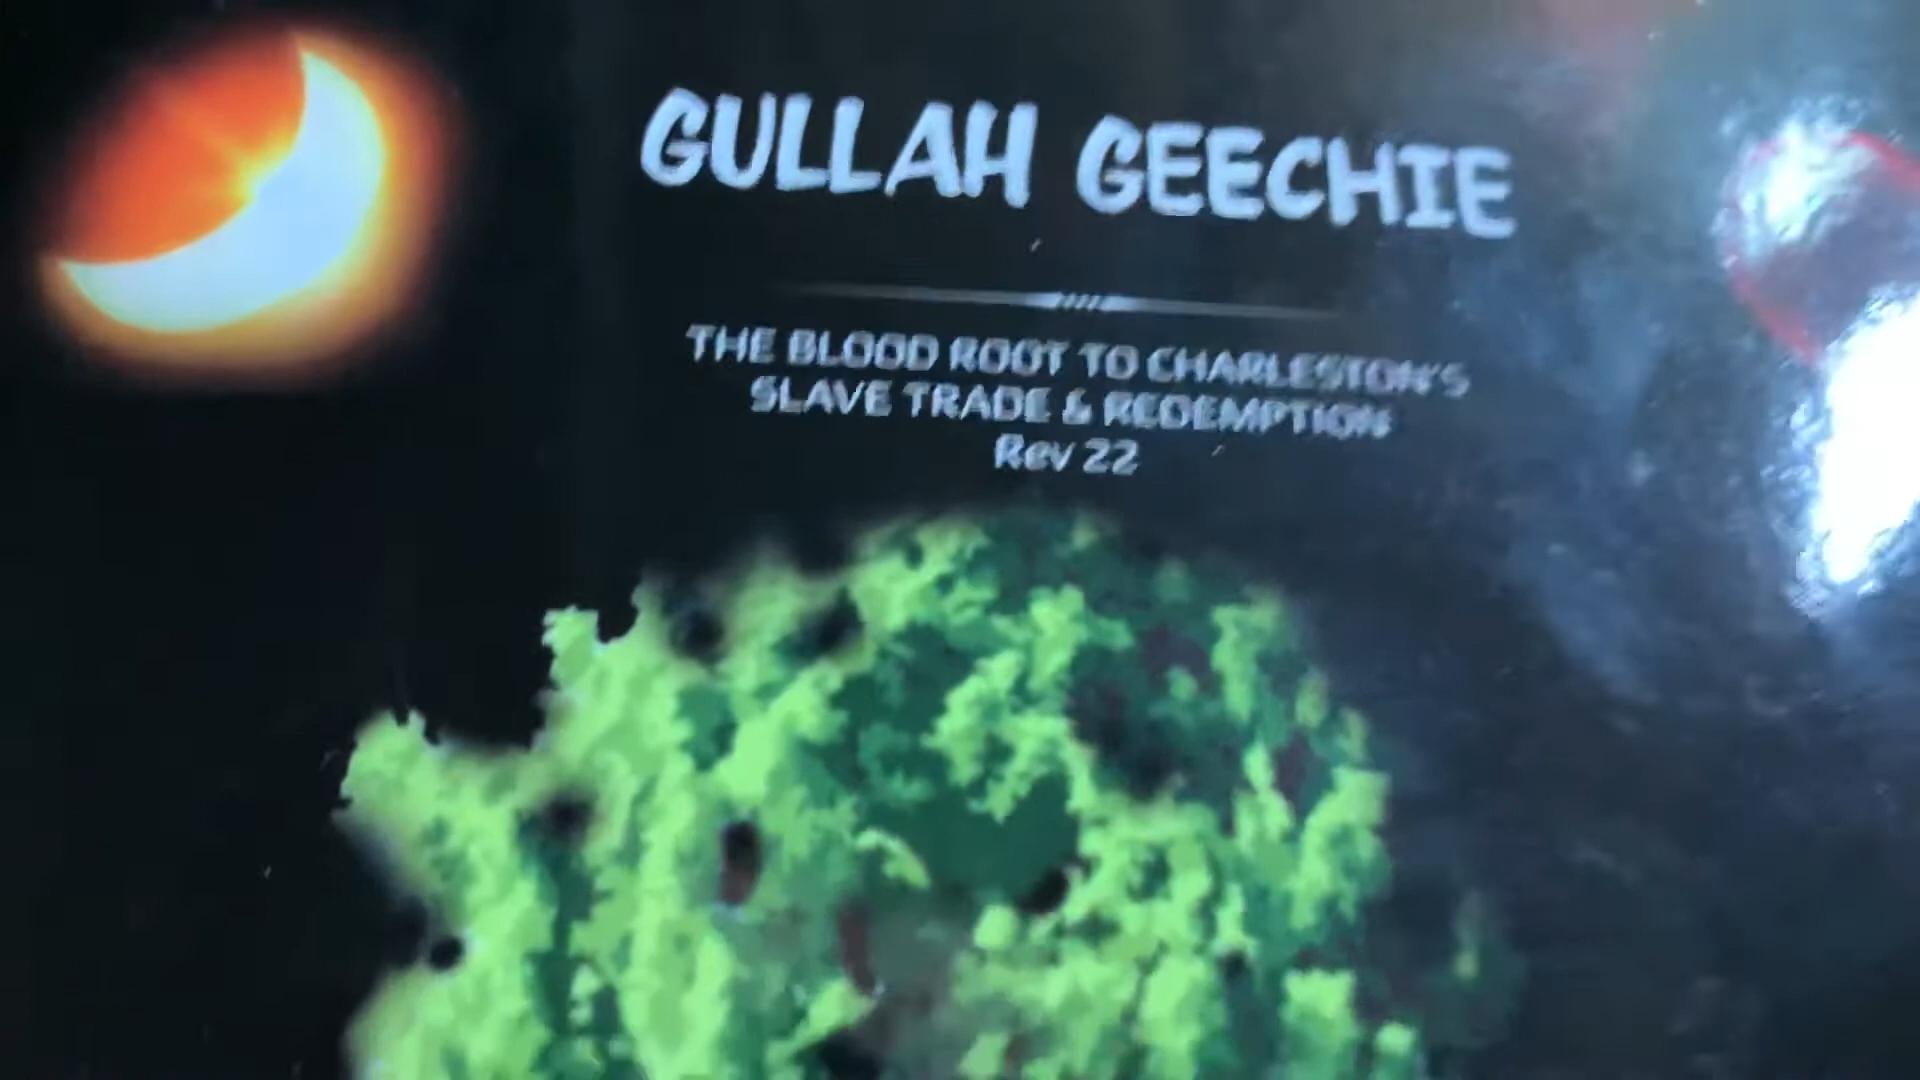 GULLAH GEECHIE
THE BLOOD ROOT TO CHARLESTON'S
SLAVE TRADE & REDEMPTION
Rev 22